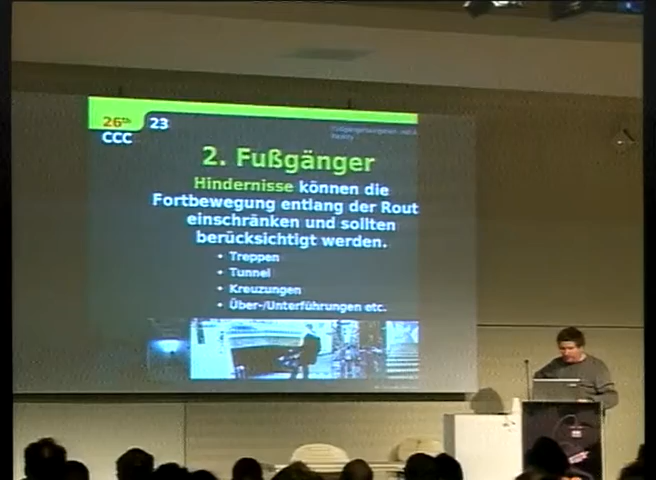 26th
23
CCC
2. Fußgänger
Hindernisse können die
Fortbewegung entlang der Rout
einschränken und sollten
berücksichtigt werden.
• Treppen
• Tunnel
• Kreuzungen
• Über-/Unterführungen etc.